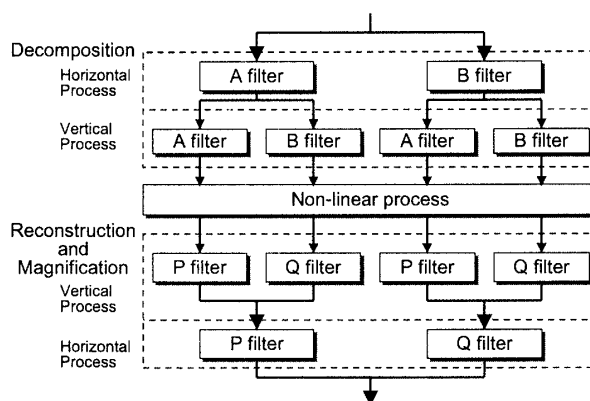 Decomposition
Horizontal
Process
A filter
B filter
Vertical
Process
A filter
B filter
A filter
B filter
Non-linear process
Reconstruction
and
Magnification
P filter
Q filter
P filter
Q filter
Vertical
Process
Horizontal
Process
P filter
Q filter